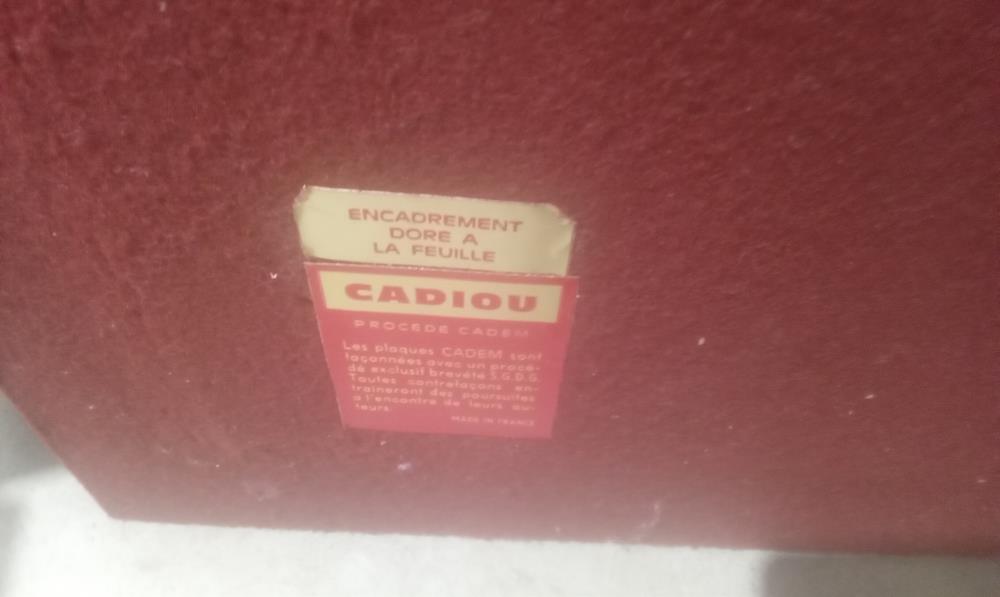 ENCADREMENT
DORE A
LA FEUILLE
CADIOU
PROCEDE CADEM
Les plaques CADEM sont
façonnées avec un procé-
dé exclusif breveté S.G.D.G.
Toutes contrefaçons en-
traineront des poursuites
a l'encontre de leurs au-
teurs.
MADE IN FRANCE